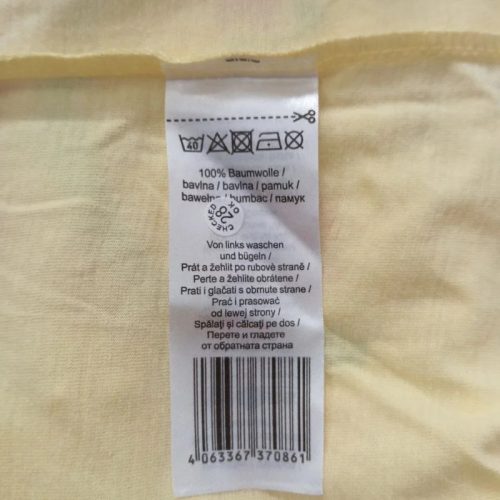 40
100% Baumwolle /
bavlna / bavlna / pamuk /
bawełna / bumbac / памук
CHECKED
OK
28
Von links waschen
und bügeln /
Prát a žehlit po rubové straně /
Perte a žehlite obrátene /
Prati i glačati s obrnute strane /
Prać i prasować
od lewej strony /
Spălați și călcați pe dos /
Перете и гладете
от обратната страна
4 063367 370861